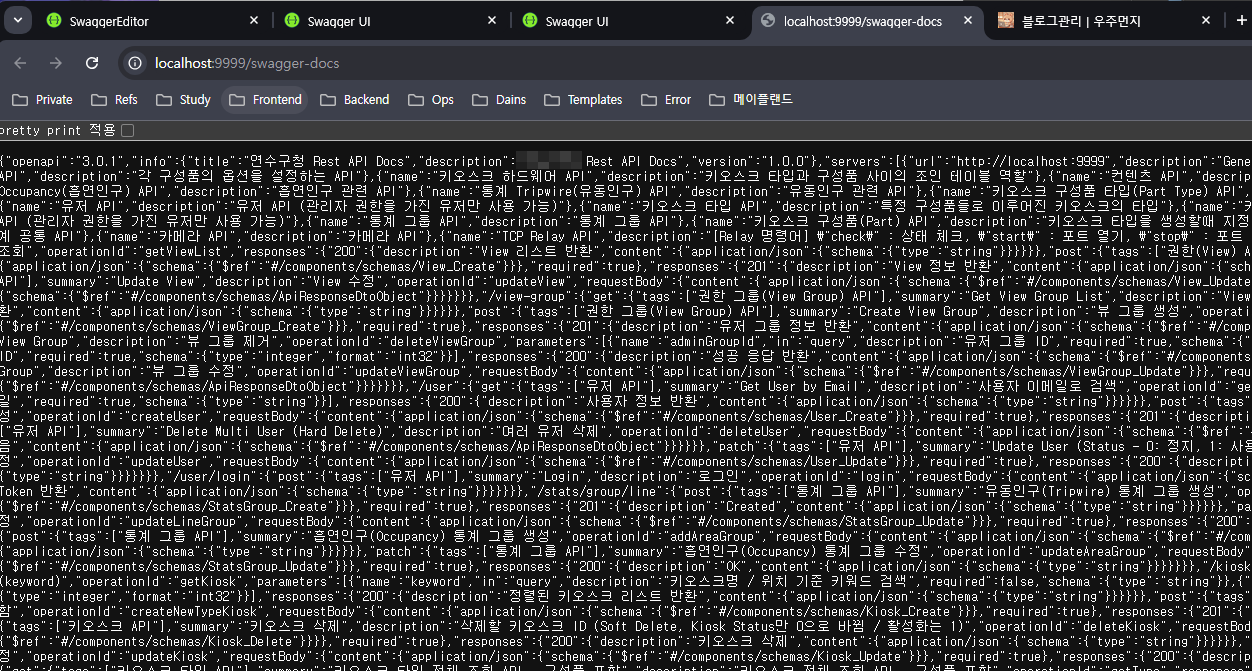 SwaggerEditor
Swagger UI
Swagger UI
localhost:9999/swagger-docs
블로그관리 | 우주먼지
localhost:9999/swagger-docs
Private
Refs
Study
Frontend
Backend
Ops
Dains
Templates
Error
메이플랜드
pretty print 적용
{"openapi":"3.0.1","info":{"title":"연수구청 Rest API Docs","description": Rest API Docs","version":"1.0.0"},"servers":[{"url":"http://localhost:9999","description":"Gene
API","description":"각 구성품의 옵션을 설정하는 API"},{"name":"키오스크 하드웨어 API","description":"키오스크 타입과 구성품 사이의 조인 테이블 역할"},{"name":"컨텐츠 API","descrip
Occupancy(흡연인구) API","description":"흡연인구 관련 API"},{"name":"통계 Tripwire(유동인구) API","description":"유동인구 관련 API"},{"name":"키오스크 구성품 타입(Part Type) API",
{"name":"유저 API","description":"유저 API (관리자 권한을 가진 유저만 사용 가능)"},{"name":"키오스크 타입 API","description":"특정 구성품들로 이루어진 키오스크의 타입"},{"name":"키
API (관리자 권한을 가진 유저만 사용 가능)"},{"name":"통계 그룹 API","description":"통계 그룹 API"},{"name":"키오스크 구성품(Part) API","description":"키오스크 타입을 생성할때 지정
계 공통 API"},{"name":"카메라 API","description":"카메라 API"},{"name":"TCP Relay API","description":"[Relay 명령어] \"check\" : 상태 체크, \"start\" : 포트 열기, \"stop\" : 포트
조회","operationId":"getViewList","responses":{"200":{"description":"View 리스트 반환","content":{"application/json":{"schema":{"type":"string"}}}}}},"post":{"tags":["권한(View) A
{"application/json":{"schema":{"$ref":"#/components/schemas/View_Create"}}},"required":true},"responses":{"201":{"description":"View 정보 반환","content":{"application/json":{"sch
API"],"summary":"Update View","description":"View 수정","operationId":"updateView","requestBody":{"content":{"application/json":{"schema":{"$ref":"#/components/schemas/View_Update
{"schema":{"$ref":"#/components/schemas/ApiResponseDtoObject"}}}}}}},"/view-group":{"get":{"tags":["권한 그룹(View Group) API"],"summary":"Get View Group List","description":"View
환","content":{"application/json":{"schema":{"type":"string"}}}}}},"post":{"tags":["권한 그룹(View Group) API"],"summary":"Create View Group","description":"뷰 그룹 생성","operati
{"$ref":"#/components/schemas/ViewGroup_Create"}}},"required":true},"responses":{"201":{"description":"유저 그룹 정보 반환","content":{"application/json":{"schema":{"$ref":"#/comp
View Group","description":"뷰 그룹 제거","operationId":"deleteViewGroup","parameters":[{"name":"adminGroupId","in":"query","description":"유저 그룹 ID","required":true,"schema":{
ID","required":true,"schema":{"type":"integer","format":"int32"}}],"responses":{"200":{"description":"성공 응답 반환","content":{"application/json":{"schema":{"$ref":"#/components
Group","description":"뷰 그룹 수정","operationId":"updateViewGroup","requestBody":{"content":{"application/json":{"schema":{"$ref":"#/components/schemas/ViewGroup_Update"}}},"requ
{"$ref":"#/components/schemas/ApiResponseDtoObject"}}}}}}},"/user":{"get":{"tags":["유저 API"],"summary":"Get User by Email","description":"사용자 이메일로 검색","operationId":"ge
일","required":true,"schema":{"type":"string"}}],"responses":{"200":{"description":"사용자 정보 반환","content":{"application/json":{"schema":{"type":"string"}}}}}},"post":{"tags
성","operationId":"createUser","requestBody":{"content":{"application/json":{"schema":{"$ref":"#/components/schemas/User_Create"}}},"required":true},"responses":{"201":{"descripti
["유저 API"],"summary":"Delete Multi User (Hard Delete)","description":"여러 유저 삭제","operationId":"deleteUser","requestBody":{"content":{"application/json":{"schema":{"$ref":
음","content":{"application/json":{"schema":{"$ref":"#/components/schemas/ApiResponseDtoObject"}}}}}},"patch":{"tags":["유저 API"],"summary":"Update User (Status - 0: 정지, 1: 사용
정","operationId":"updateUser","requestBody":{"content":{"application/json":{"schema":{"$ref":"#/components/schemas/User_Update"}}},"required":true},"responses":{"200":{"descripti
{"type":"string"}}}}}}},"/user/login":{"post":{"tags":["유저 API"],"summary":"Login","description":"로그인","operationId":"login","requestBody":{"content":{"application/json":{"sc
Token 반환","content":{"application/json":{"schema":{"type":"string"}}}}}}},"/stats/group/line":{"post":{"tags":["통계 그룹 API"],"summary":"유동인구(Tripwire) 통계 그룹 생성","op
{"$ref":"#/components/schemas/StatsGroup_Create"}}},"required":true},"responses":{"201":{"description":"Created","content":{"application/json":{"schema":{"type":"string"}}}}}},"pa
정","operationId":"updateLineGroup","requestBody":{"content":{"application/json":{"schema":{"$ref":"#/components/schemas/StatsGroup_Update"}}},"required":true},"responses":{"200":
{"post":{"tags":["통계 그룹 API"],"summary":"흡연인구(Occupancy) 통계 그룹 생성","operationId":"addAreaGroup","requestBody":{"content":{"application/json":{"schema":{"$ref":"#/com
{"application/json":{"schema":{"type":"string"}}}}}},"patch":{"tags":["통계 그룹 API"],"summary":"흡연인구(Occupancy) 통계 그룹 수정","operationId":"updateAreaGroup","requestBody"
{"$ref":"#/components/schemas/StatsGroup_Update"}}},"required":true},"responses":{"200":{"description":"OK","content":{"application/json":{"schema":{"type":"string"}}}}}}},"/kiosk
(keyword)","operationId":"getKiosk","parameters":[{"name":"keyword","in":"query","description":"키오스크명 / 위치 기준 키워드 검색","required":false,"schema":{"type":"string"}},{
{"type":"integer","format":"int32"}}],"responses":{"200":{"description":"정렬된 키오스크 리스트 반환","content":{"application/json":{"schema":{"type":"string"}}}}}},"post":{"tags"
함","operationId":"createNewTypeKiosk","requestBody":{"content":{"application/json":{"schema":{"$ref":"#/components/schemas/Kiosk_Create"}}},"required":true},"responses":{"201":{
{"tags":["키오스크 API"],"summary":"키오스크 삭제","description":"삭제할 키오스크 ID (Soft Delete, Kiosk Status만 0으로 바뀜 / 활성화는 1)","operationId":"deleteKiosk","requestBod
"#/components/schemas/Kiosk_Delete"}}}},"required":true},"responses":{"200":{"description":"키오스크 삭제","content":{"application/json":{"schema":{"type":"string"}}}}}},
정","operationId":"updateKiosk","requestBody":{"content":{"application/json":{"schema":{"$ref":"#/components/schemas/Kiosk_Update"}}},"required":true},"responses":{"200":{"descrip